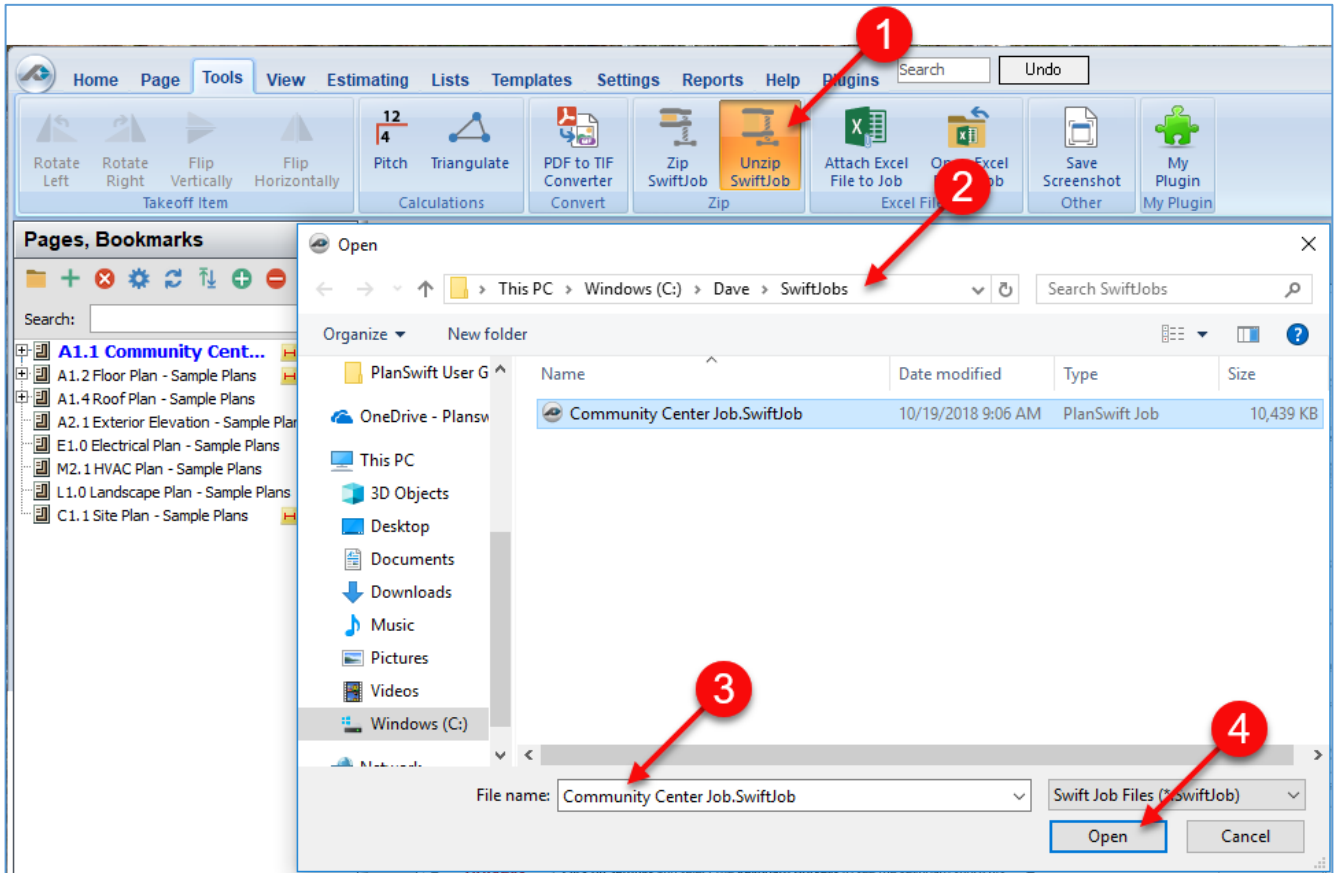 1
Home Page Tools View Estimating Lists Templates Settings Reports Help Plugins Search Undo
12
4
Rotate Left
Rotate Right
Flip Vertically
Flip Horizontally
Pitch
Triangulate
PDF to TIF Converter
Zip SwiftJob
Unzip SwiftJob
Attach Excel File to Job
Excel
Save Screenshot
My Plugin
Takeoff Item
Calculations
Convert
Zip
Excel
Other
My Plugin
2
Pages, Bookmarks
Search:
A1.1 Community Cent...
A1.2 Floor Plan - Sample Plans
A1.4 Roof Plan - Sample Plans
A2.1 Exterior Elevation - Sample Plan
E1.0 Electrical Plan - Sample Plans
M2.1 HVAC Plan - Sample Plans
L1.0 Landscape Plan - Sample Plans
C1.1 Site Plan - Sample Plans
Open
This PC > Windows (C:) > Dave > SwiftJobs
Search SwiftJobs
Organize New folder
PlanSwift User G
OneDrive - Plansw
This PC
3D Objects
Desktop
Documents
Downloads
Music
Pictures
Videos
Windows (C:)
Name Date modified Type Size
Community Center Job.SwiftJob 10/19/2018 9:06 AM PlanSwift Job 10,439 KB
3
4
File name: Community Center Job.SwiftJob
Swift Job Files (*.SwiftJob)
Open Cancel